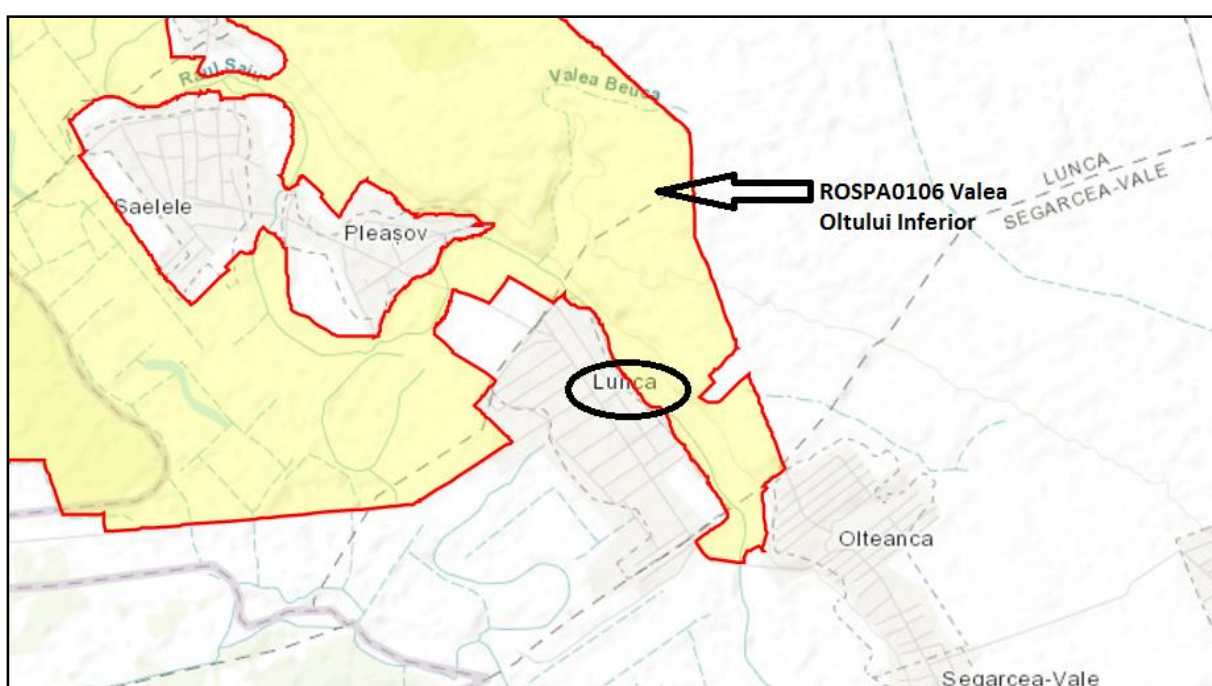 Raul Saiu
Valea Beuca
LUNCA
SEGARCEA-VALE
ROSPA0106 Valea
Oltului Inferior
Saelele
Pleașov
Lunca
Olteanca
Segarcea-Vale